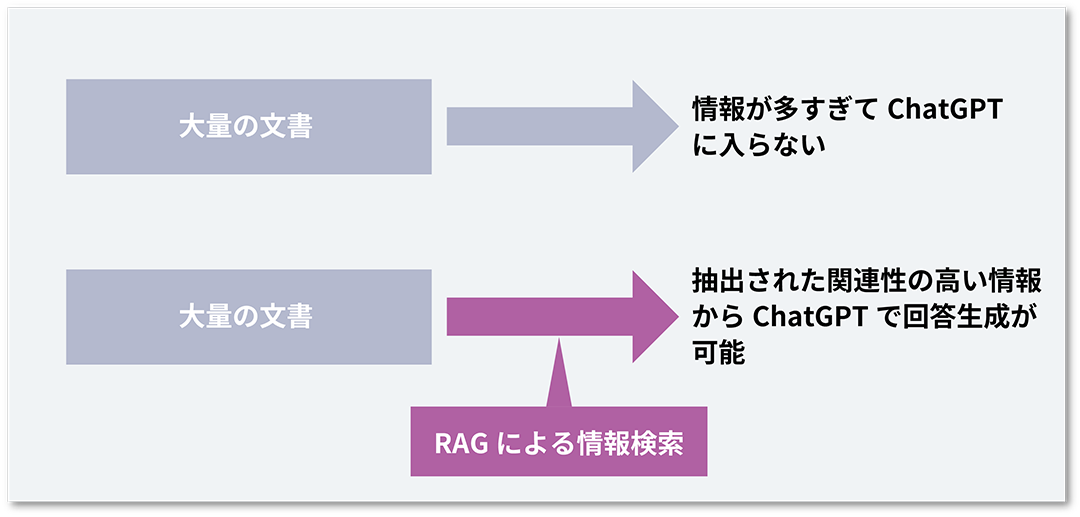 大量の文書
情報が多すぎて ChatGPT
に入らない
大量の文書
抽出された関連性の高い情報
から ChatGPT で回答生成が
可能
RAG による情報検索